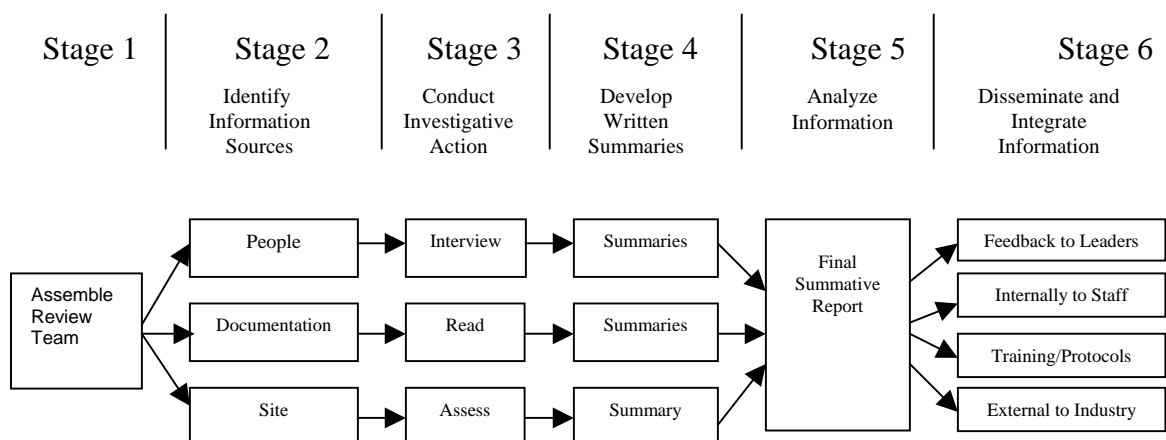 Stage 1
Stage 2
Stage 3
Stage 4
Stage 5
Stage 6
Identify
Information
Sources
Conduct
Investigative
Action
Develop
Written
Summaries
Analyze
Information
Disseminate and
Integrate
Information
Assemble
Review
Team
People
Interview
Summaries
Documentation
Read
Summaries
Site
Assess
Summary
Final
Summative
Report
Feedback to Leaders
Internally to Staff
Training/Protocols
External to Industry